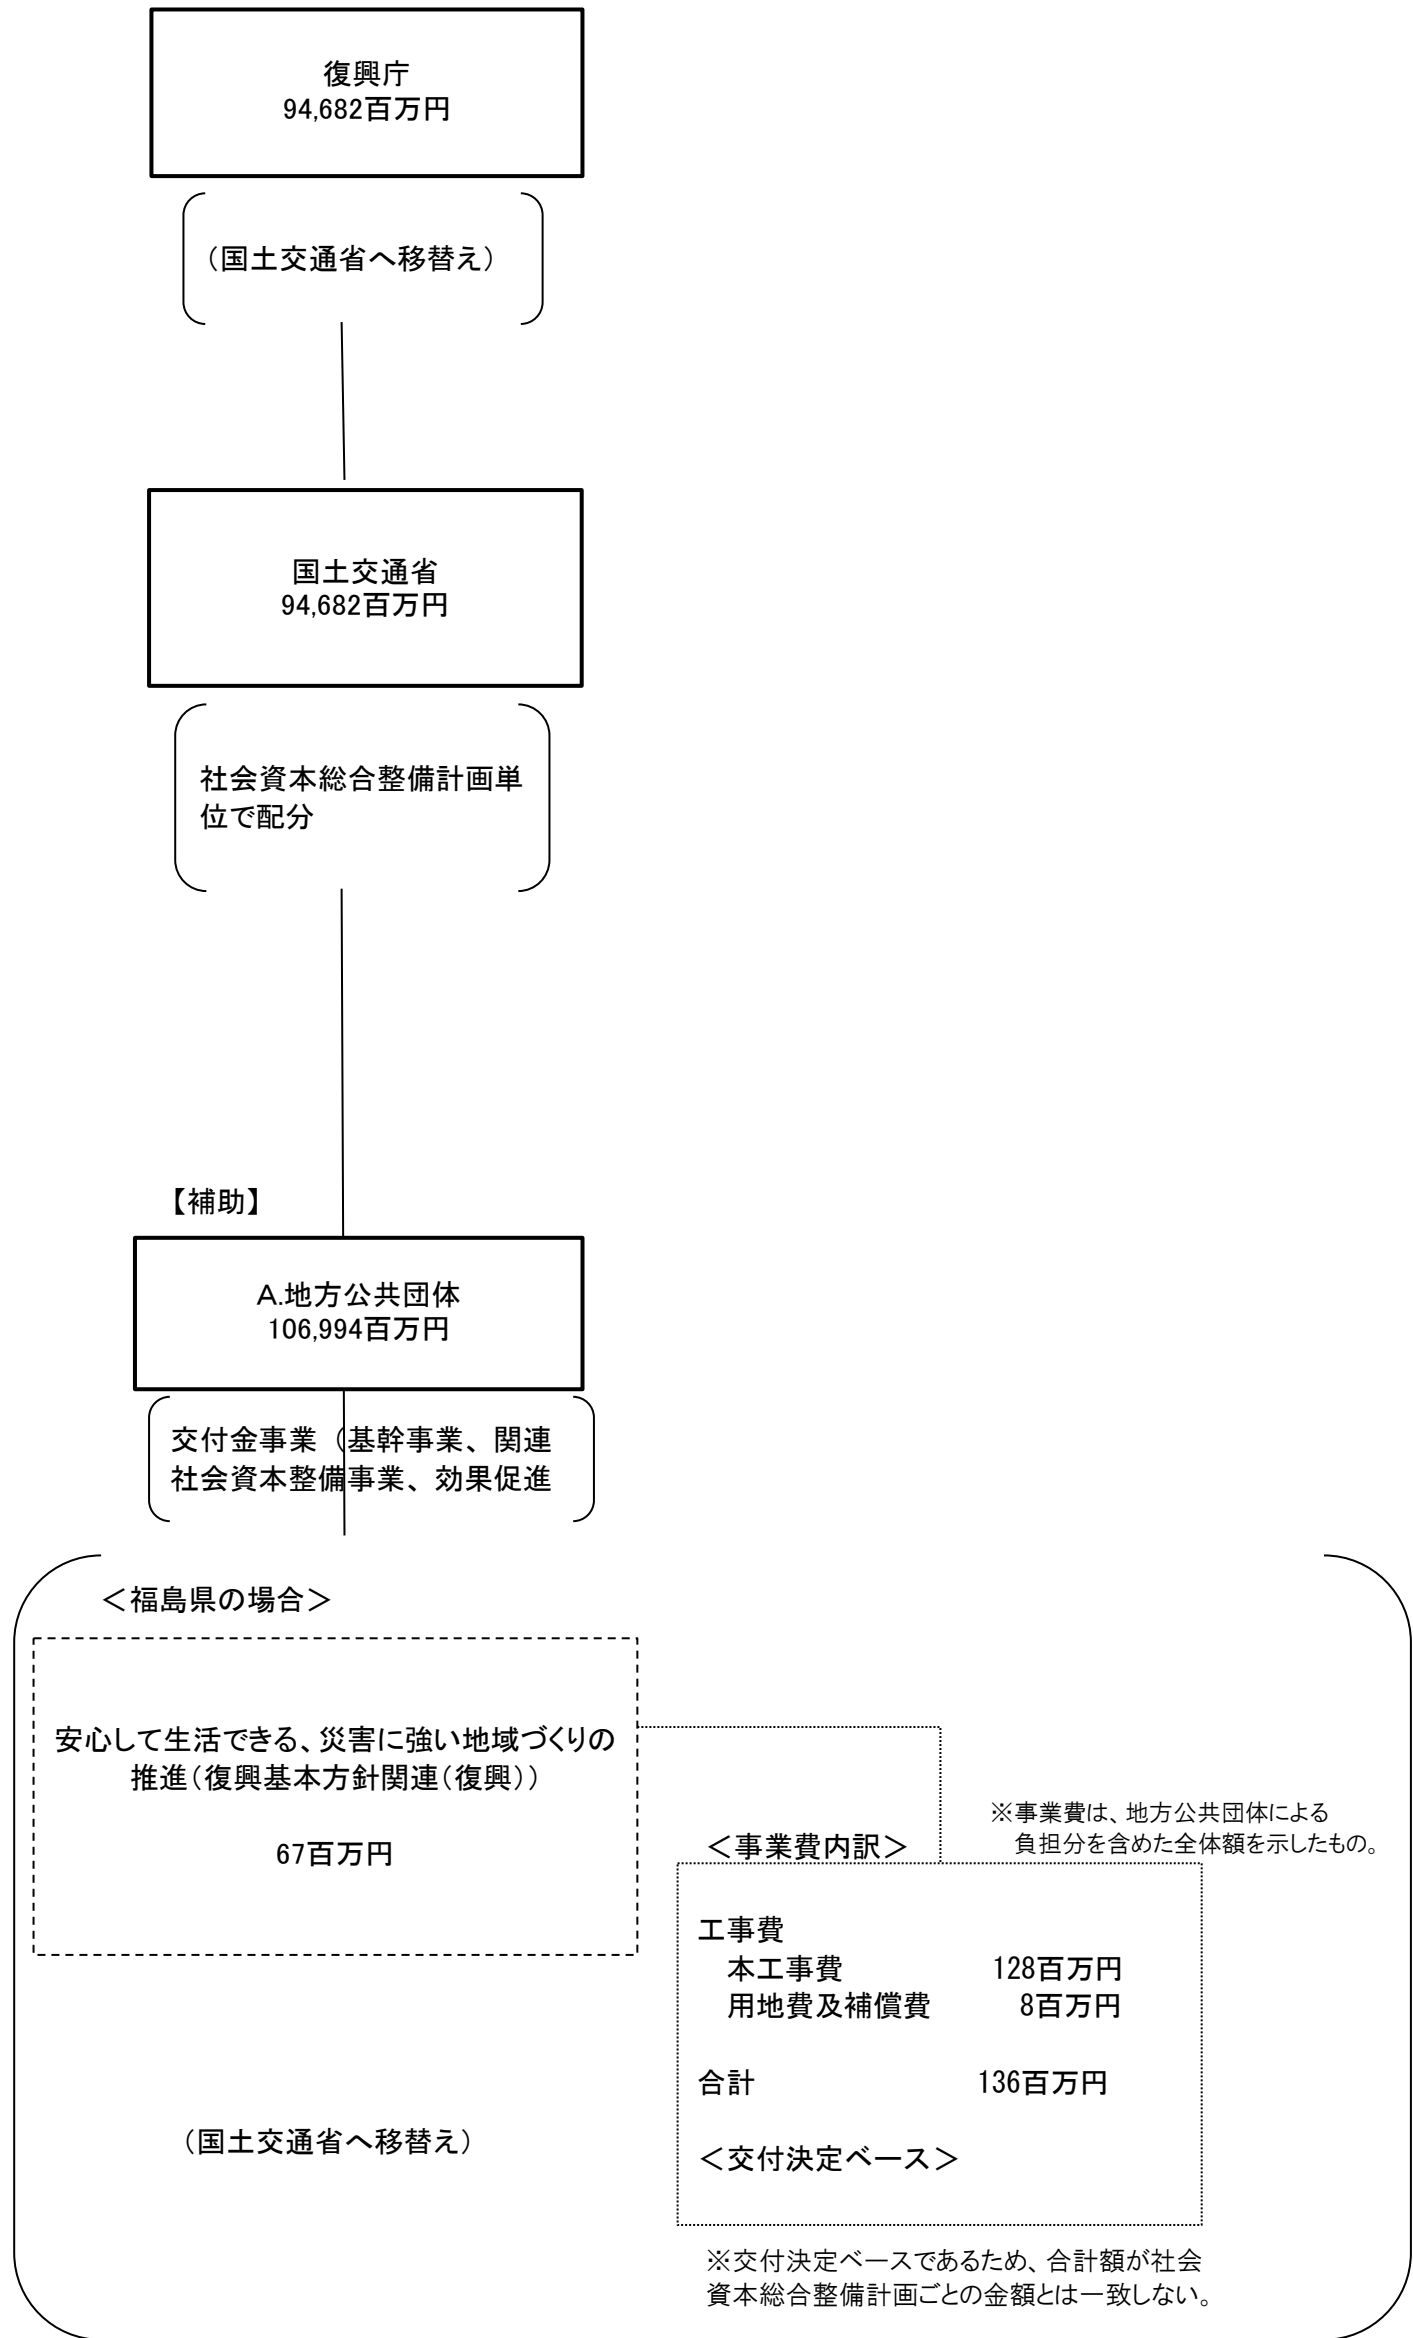 復興庁
94,682百万円
(国土交通省へ移替え)
国土交通省
94,682百万円
社会資本総合整備計画単
位で配分
【補助】
A.地方公共団体
106,994百万円
交付金事業（基幹事業、関連
社会資本整備事業、効果促進
＜福島県の場合＞
安心して生活できる、災害に強い地域づくりの
推進(復興基本方針関連(復興))
67百万円
※事業費は、地方公共団体による
負担分を含めた全体額を示したもの。
＜事業費内訳＞
工事費
本工事費 128百万円
用地費及補償費 8百万円
合計 136百万円
(国土交通省へ移替え)
＜交付決定ベース＞
※交付決定ベースであるため、合計額が社会
資本総合整備計画ごとの金額とは一致しない。